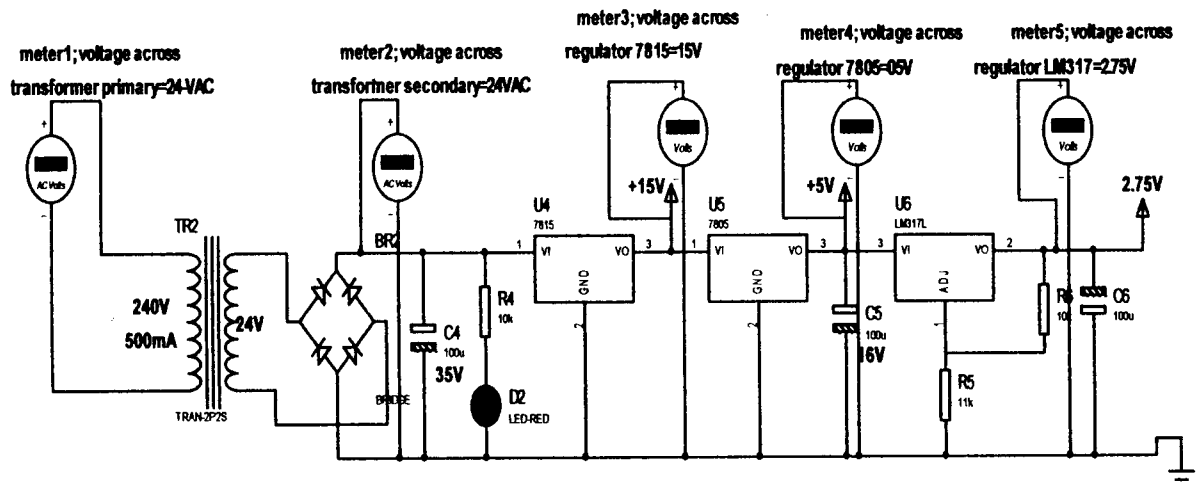 meter1; voltage across
transformer primary=24-VAC
meter2; voltage across
transformer secondary=24VAC
meter3; voltage across
regulator 7815=15V
meter4; voltage across
regulator 7805=05V
meter5; voltage across
regulator LM317=2.75V
+
AC Volts
-
+
AC Volts
-
+
Volts
-
+
Volts
-
+
Volts
-
+15V
+5V
2.75V
TR2
240V
500mA
24V
TRAN-2P2S
BR2
BRIDGE
C4
100u
35V
R4
10k
D2
LED-RED
U4
7815
1
VI
VO
3
GND
2
U5
7805
1
VI
VO
3
GND
2
C5
100u
16V
U6
LM317L
3
VI
VO
2
ADJ
1
R5
11k
C6
100u